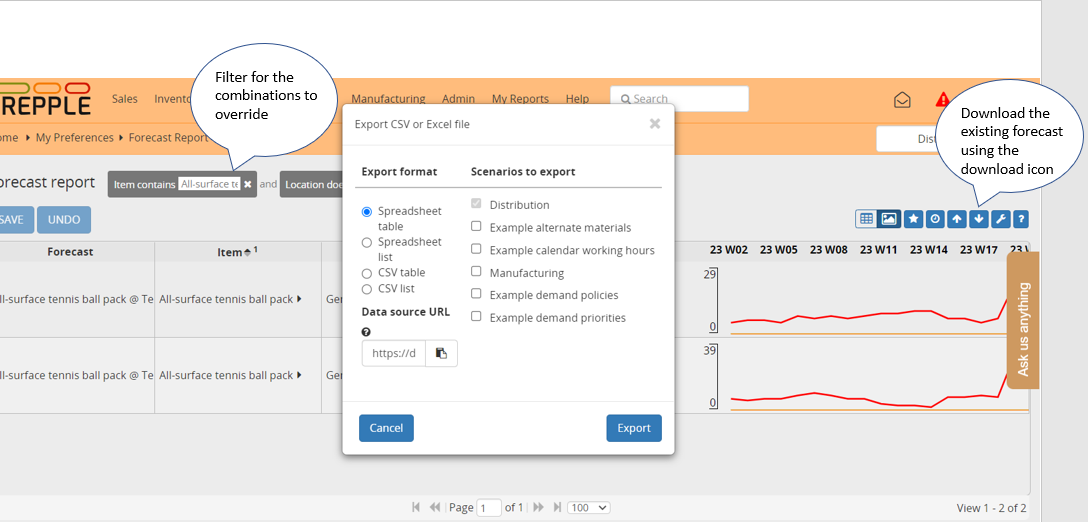 Filter for the
combinations to
override
Download the
existing forecast
using the
download icon
REPPLE
Sales
Invento
Manufacturing
Admin
My Reports
Help
Search
ome
My Preferences
Forecast Report
Dist
orecast report
Item contains All-surface te × and Location doe
SAVE
UNDO
Forecast
Item 1
23 W02 23 W05 23 W08 23 W11 23 W14 23 W17 23 W
ll-surface tennis ball pack @ Te
All-surface tennis ball pack
Ger
29
0
ll-surface tennis ball pack @ Te
All-surface tennis ball pack
Ger
39
0
Export CSV or Excel file
×
Export format
Scenarios to export
Spreadsheet
table
Spreadsheet
list
CSV table
CSV list
Data source URL
?
https://d
Distribution
Example alternate materials
Example calendar working hours
Manufacturing
Example demand policies
Example demand priorities
Cancel
Export
?
Ask us anything
Page 1 of 1
100
View 1 - 2 of 2